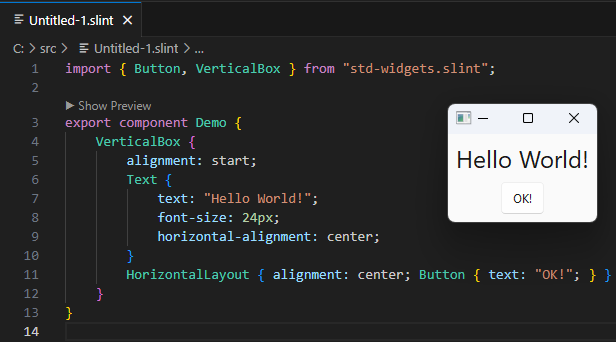 Untitled-1.slint
C: > src > Untitled-1.slint > ...
1 import { Button, VerticalBox } from "std-widgets.slint";
2
Show Preview
3 export component Demo {
4 VerticalBox {
5 alignment: start;
6 Text {
7 text: "Hello World!";
8 font-size: 24px;
9 horizontal-alignment: center;
10 }
11 HorizontalLayout { alignment: center; Button { text: "OK!"; } }
12 }
13 }
14
Hello World!
OK!